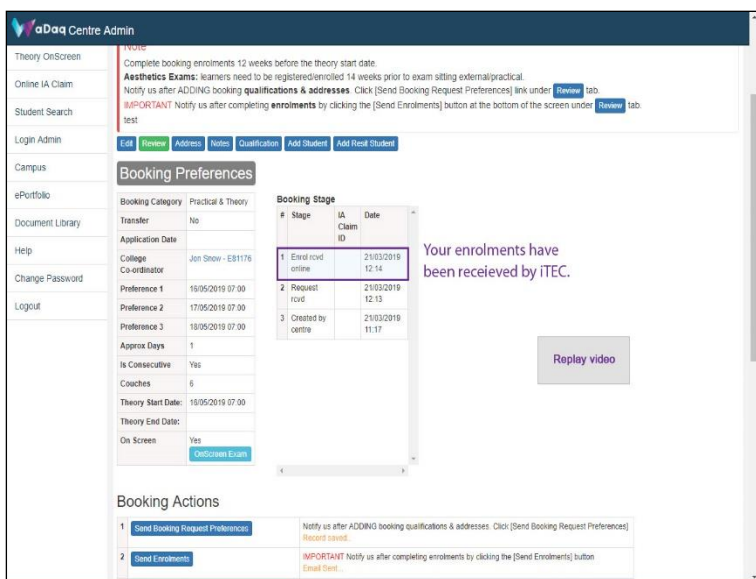 aDaq Centre Admin
Theory OnScreen
Online IA Claim
Student Search
Login Admin
Campus
ePortfolio
Document Library
Help
Change Password
Logout
Note
Complete booking enrolments 12 weeks before the theory start date.
Aesthetics Exams: learners need to be registered/enrolled 14 weeks prior to exam sitting external/practical.
Notify us after ADDING booking qualifications & addresses. Click [Send Booking Request Preferences] link under Review tab.
IMPORTANT Notify us after completing enrolments by clicking the [Send Enrolments] button at the bottom of the screen under Review tab.
test
Edit Review Address Notes Qualification Add Student Add Resit Student
Booking Preferences
Booking Category Practical & Theory
Transfer No
Application Date
College Co-ordinator Jon Snow - E81176
Preference 1 16/05/2019 07:00
Preference 2 17/05/2019 07:00
Preference 3 18/05/2019 07:00
Approx Days 1
Is Consecutive Yes
Couches 6
Theory Start Date: 16/05/2019 07:00
Theory End Date:
On Screen Yes
OnScreen Exam
Booking Stage
# Stage IA Claim ID Date
1 Enrol rcvd online 21/03/2019 12:14
2 Request rcvd 21/03/2019 12:13
3 Created by centre 21/03/2019 11:17
Your enrolments have
been receieved by iTEC.
Replay video
Booking Actions
1 Send Booking Request Preferences Notify us after ADDING booking qualifications & addresses. Click [Send Booking Request Preferences]
Record saved..
2 Send Enrolments IMPORTANT Notify us after completing enrolments by clicking the [Send Enrolments] button
Email Sent...